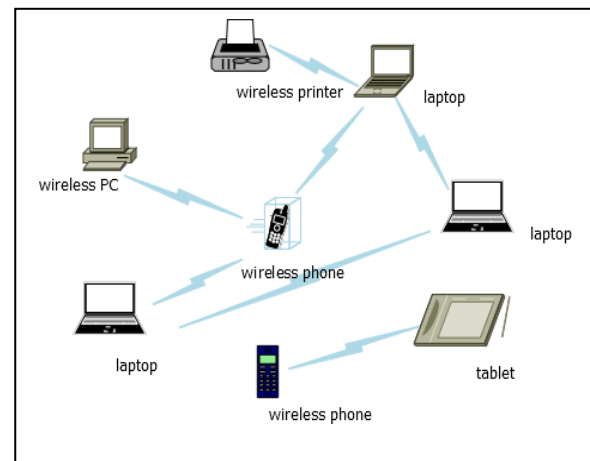 wireless printer
laptop
wireless PC
laptop
wireless phone
laptop
tablet
wireless phone